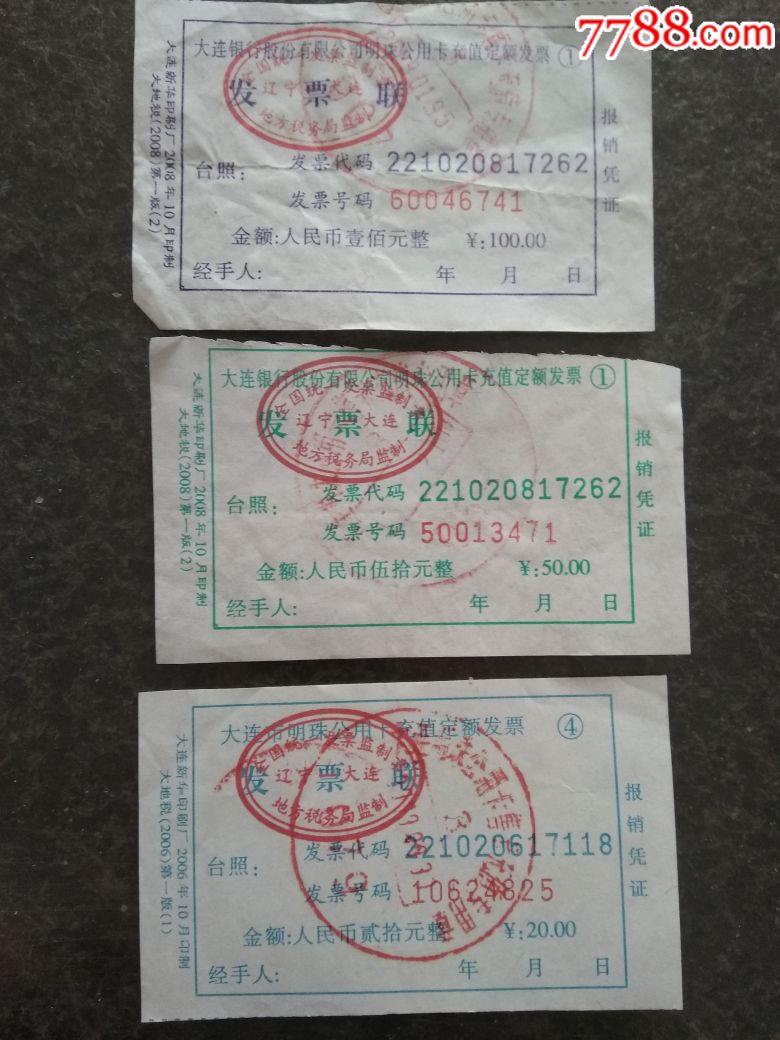 7788.com
大连银行股份有限公司明珠公用卡充值定额发票 ①
全国统一发票监制章
辽宁 大连
地方税务局监制
发票联
台照: 发票代码 221020817262
发票号码 60046741
金额:人民币壹佰元整 ¥:100.00
经手人: 年 月 日
报销凭证
大连新华印刷厂2008年10月印制
大地税(2008)第一版(2)
大连银行股份有限公司明珠公用卡充值定额发票 ①
全国统一发票监制章
辽宁 大连
地方税务局监制
发票联
台照: 发票代码 221020817262
发票号码 50013471
金额:人民币伍拾元整 ¥:50.00
经手人: 年 月 日
报销凭证
大连新华印刷厂2008年10月印制
大地税(2008)第一版(2)
大连市明珠公用卡充值定额发票 ④
全国统一发票监制章
辽宁 大连
地方税务局监制
发票联
台照: 发票代码 221020617118
发票号码 10624825
金额:人民币贰拾元整 ¥:20.00
经手人: 年 月 日
报销凭证
大连新华印刷厂2006年10月印制
大地税(2006)第一版(1)